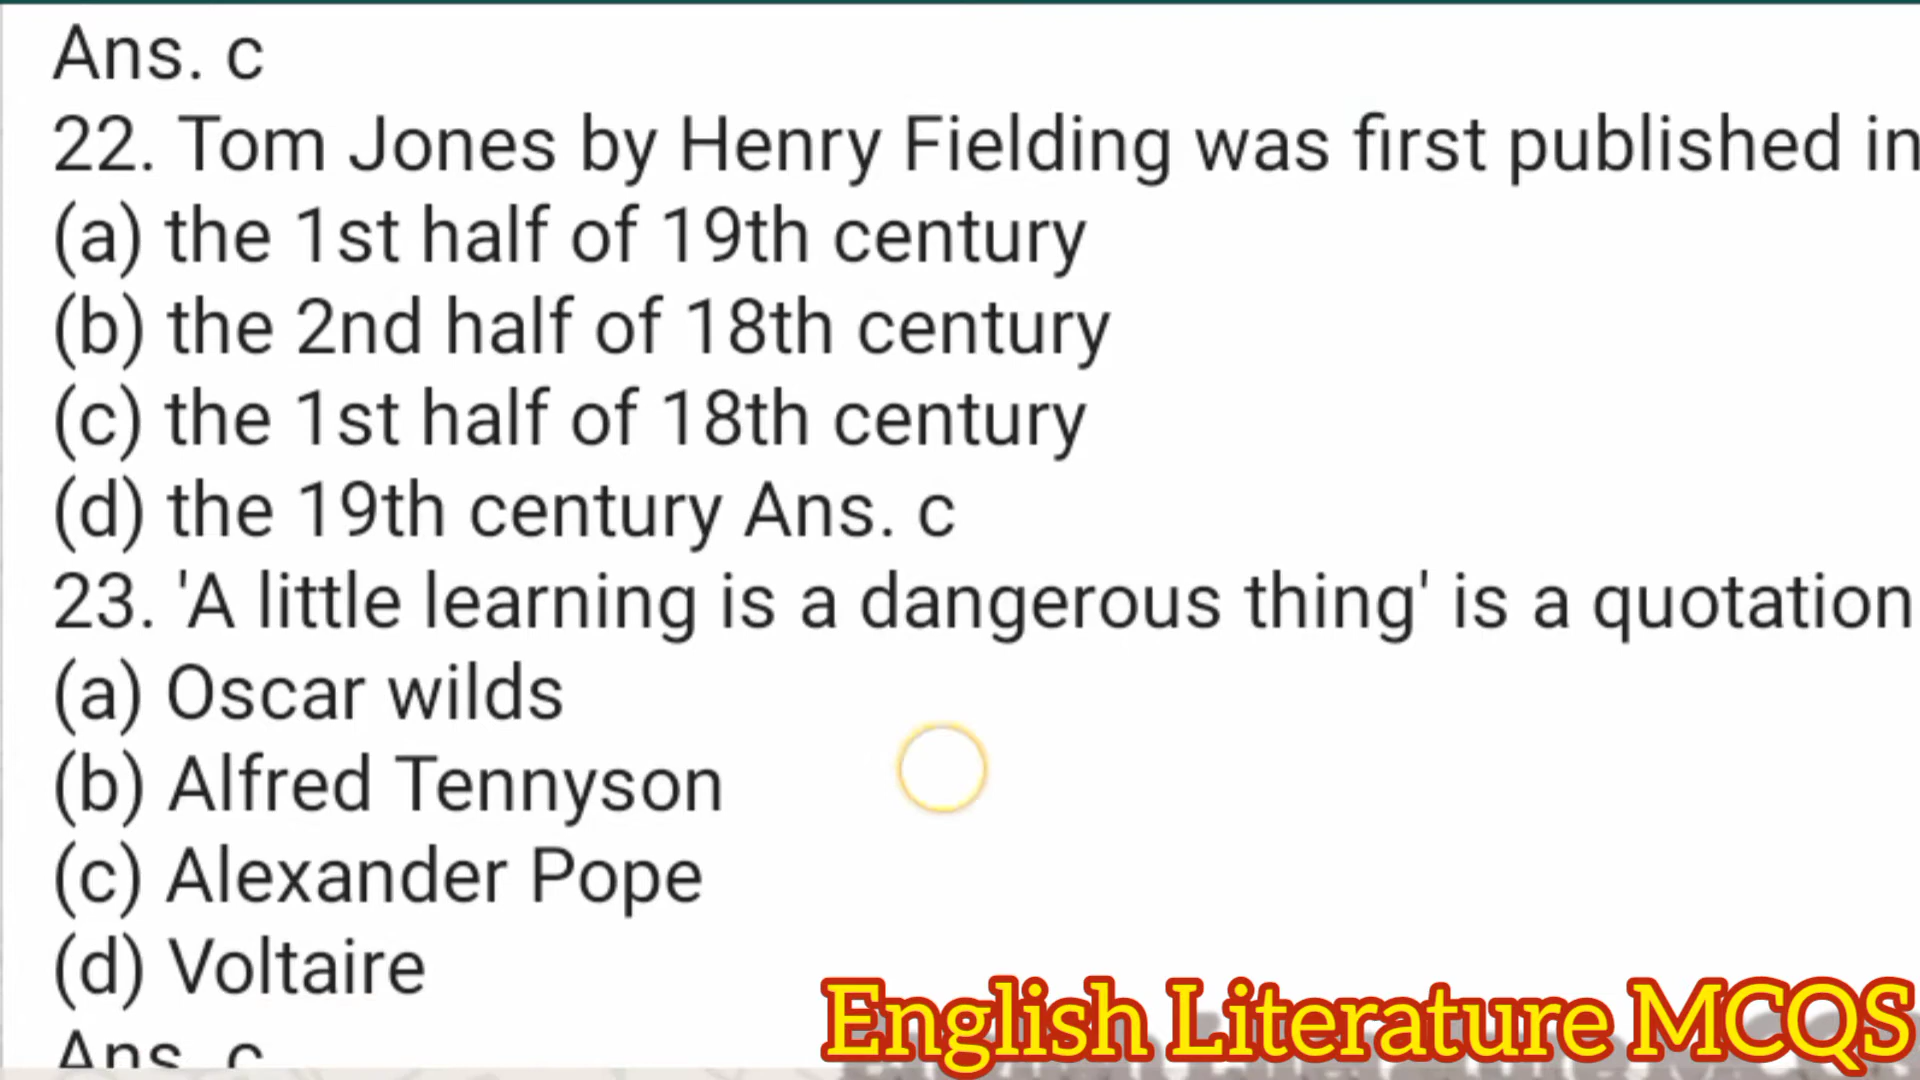 Ans. c
22. Tom Jones by Henry Fielding was first published in
(a) the 1st half of 19th century
(b) the 2nd half of 18th century
(c) the 1st half of 18th century
(d) the 19th century Ans. c
23. 'A little learning is a dangerous thing' is a quotation
(a) Oscar wilds
(b) Alfred Tennyson
(c) Alexander Pope
(d) Voltaire
Ans. c
English Literature MCQS